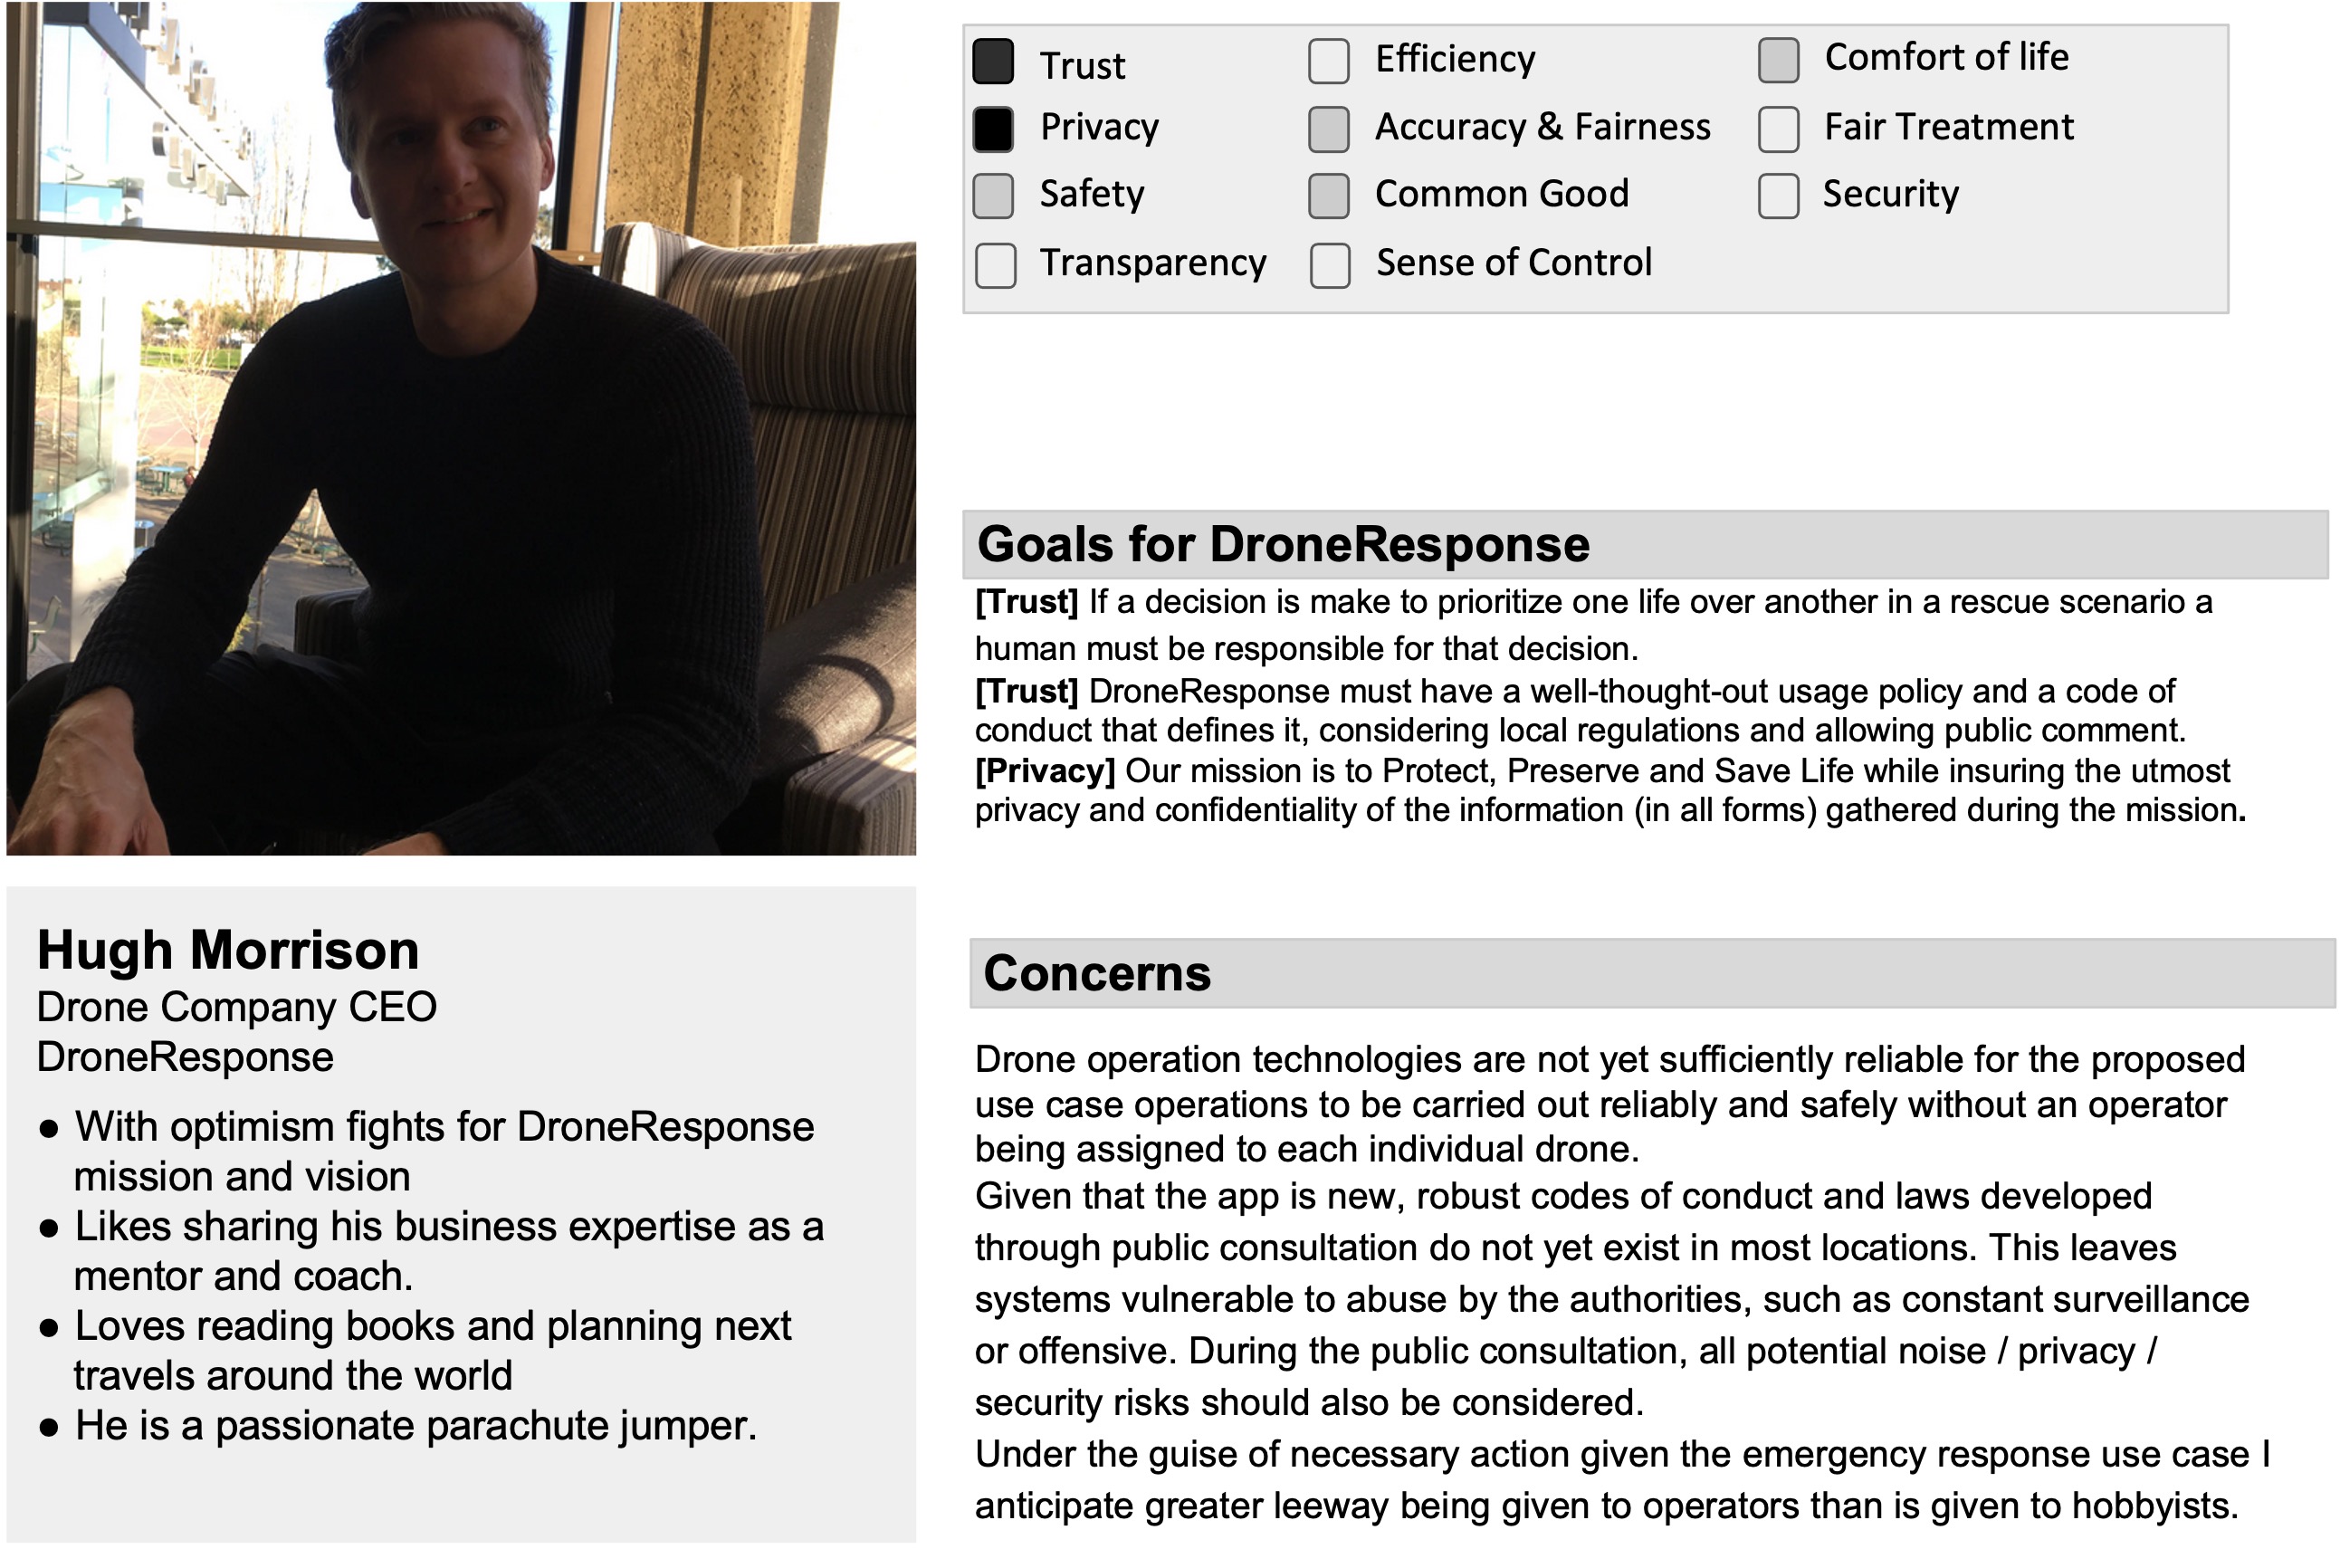 Trust
Efficiency
Comfort of life
Privacy
Accuracy & Fairness
Fair Treatment
Safety
Common Good
Security
Transparency
Sense of Control
Goals for DroneResponse
[Trust] If a decision is make to prioritize one life over another in a rescue scenario a
human must be responsible for that decision.
[Trust] DroneResponse must have a well-thought-out usage policy and a code of
conduct that defines it, considering local regulations and allowing public comment.
[Privacy] Our mission is to Protect, Preserve and Save Life while insuring the utmost
privacy and confidentiality of the information (in all forms) gathered during the mission.
Hugh Morrison
Drone Company CEO
DroneResponse
● With optimism fights for DroneResponse
mission and vision
● Likes sharing his business expertise as a
mentor and coach.
● Loves reading books and planning next
travels around the world
● He is a passionate parachute jumper.
Concerns
Drone operation technologies are not yet sufficiently reliable for the proposed
use case operations to be carried out reliably and safely without an operator
being assigned to each individual drone.
Given that the app is new, robust codes of conduct and laws developed
through public consultation do not yet exist in most locations. This leaves
systems vulnerable to abuse by the authorities, such as constant surveillance
or offensive. During the public consultation, all potential noise / privacy /
security risks should also be considered.
Under the guise of necessary action given the emergency response use case I
anticipate greater leeway being given to operators than is given to hobbyists.